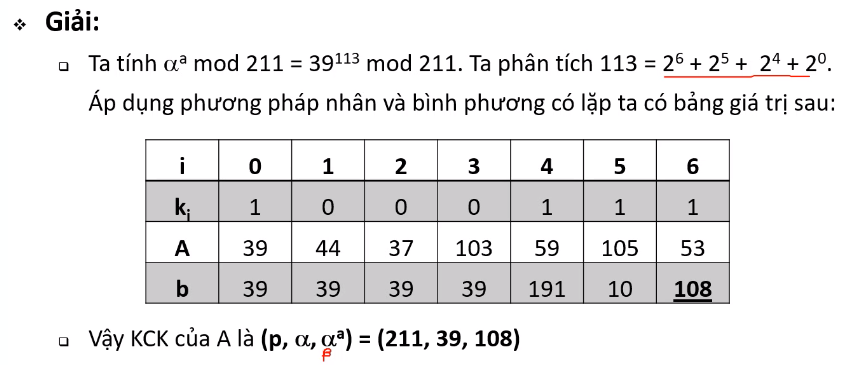 ❖ Giải:
❑ Ta tính αᵃ mod 211 = 39¹¹³ mod 211. Ta phân tích 113 = 2⁶ + 2⁵ + 2⁴ + 2⁰.
Áp dụng phương pháp nhân và bình phương có lặp ta có bảng giá trị sau:
i 0 1 2 3 4 5 6
kᵢ 1 0 0 0 1 1 1
A 39 44 37 103 59 105 53
b 39 39 39 39 191 10 108
❑ Vậy KCK của A là (p, α, αᵃ) = (211, 39, 108)